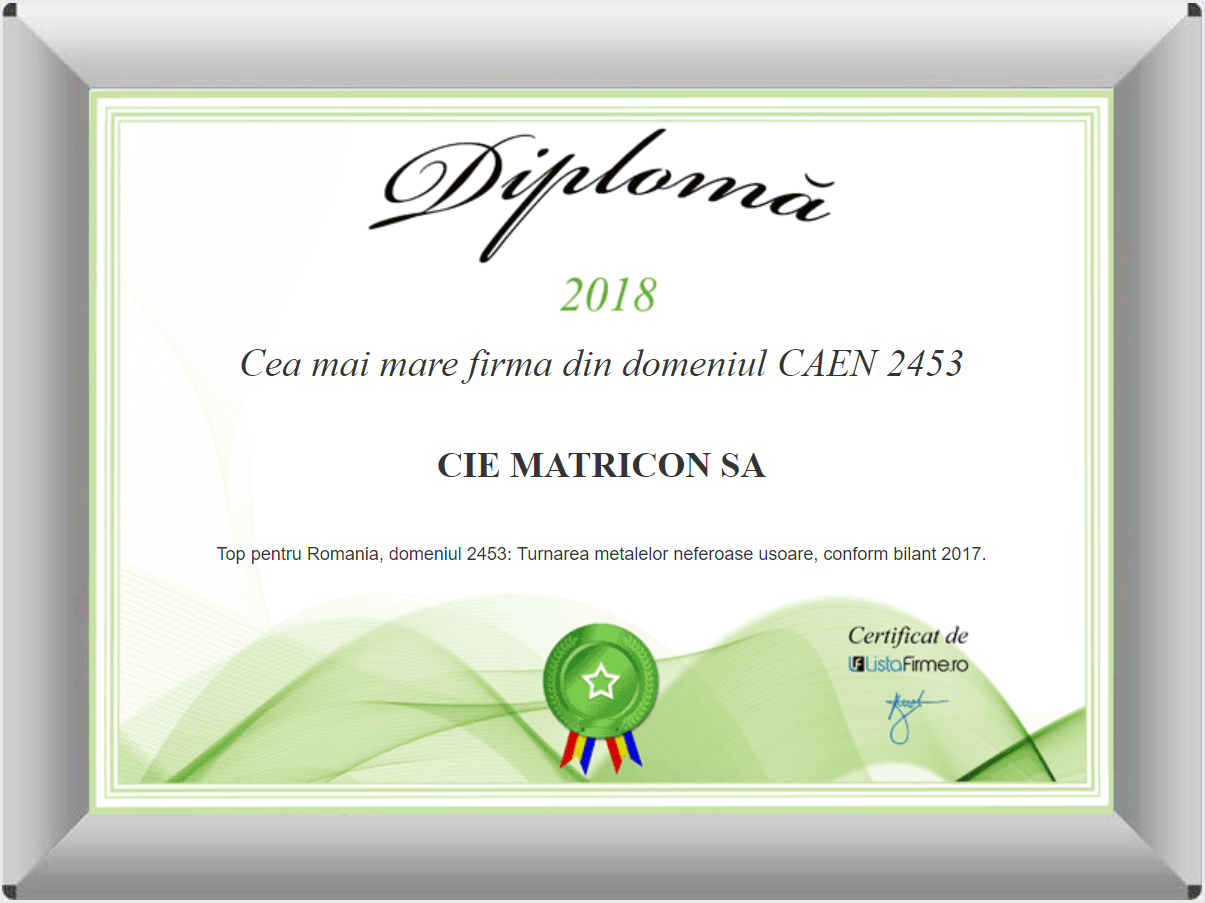 Diplomă
2018
Cea mai mare firma din domeniul CAEN 2453
CIE MATRICON SA
Top pentru Romania, domeniul 2453: Turnarea metalelor neferoase usoare, conform bilant 2017.
Certificat de
LF ListaFirme.ro